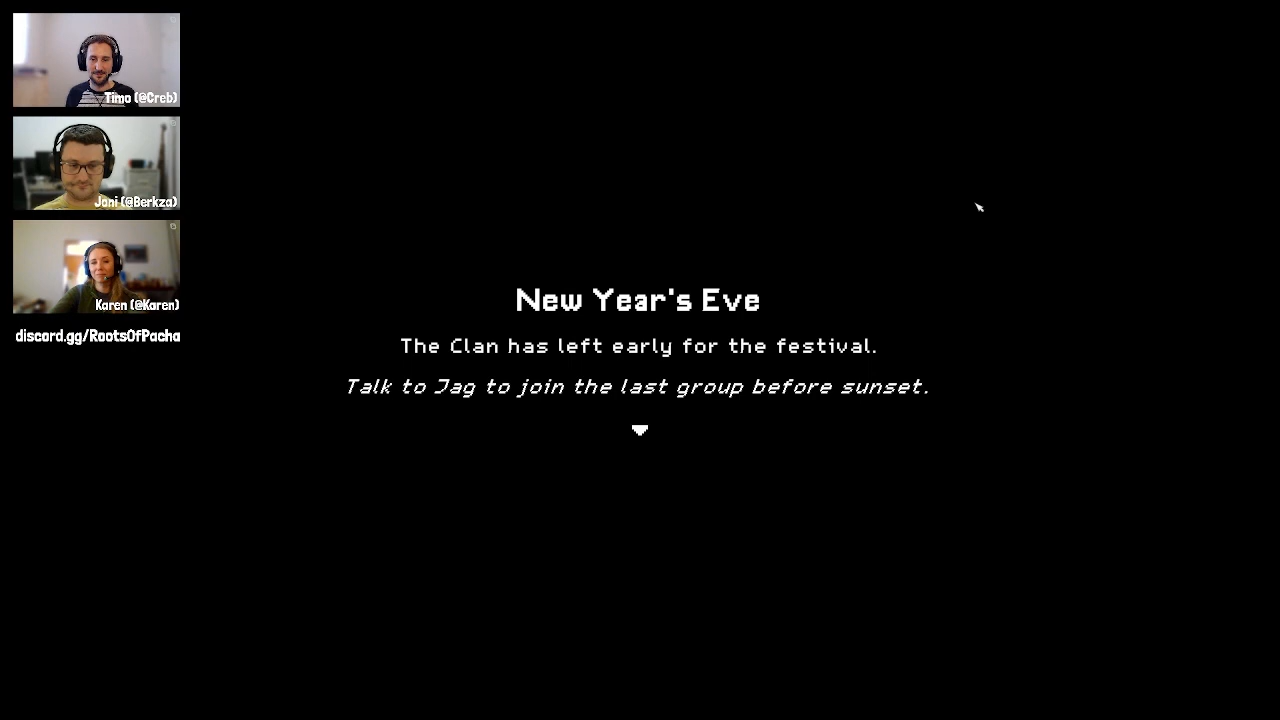 Timo (@Creb)
Joni (@Berkza)
Karen (@Karen)
discord.gg/RootsOfPacha
New Year's Eve
The Clan has left early for the festival.
Talk to Jag to join the last group before sunset.